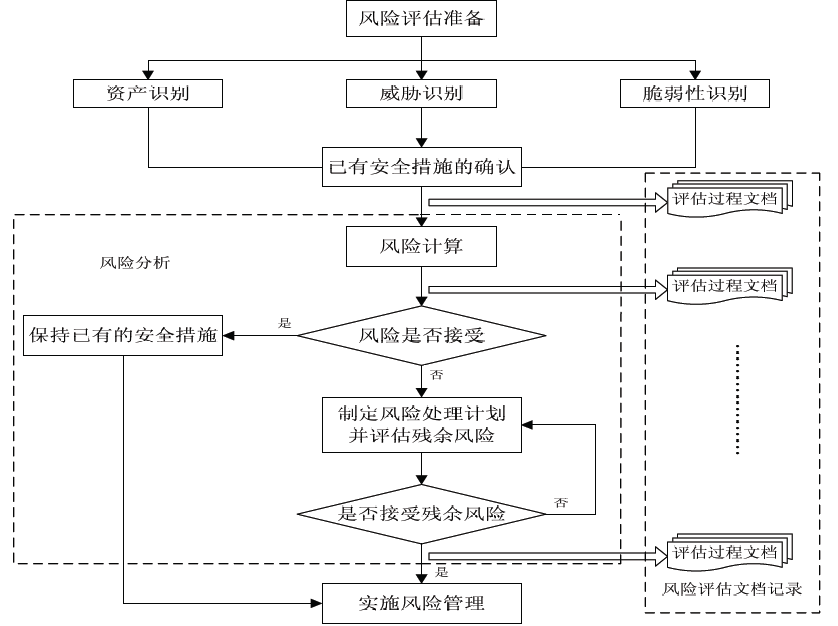 风险评估准备
资产识别
威胁识别
脆弱性识别
已有安全措施的确认
评估过程文档
风险计算
风险分析
评估过程文档
保持已有的安全措施
是
风险是否接受
否
制定风险处理计划
并评估残余风险
是否接受残余风险
否
评估过程文档
是
风险评估文档记录
实施风险管理